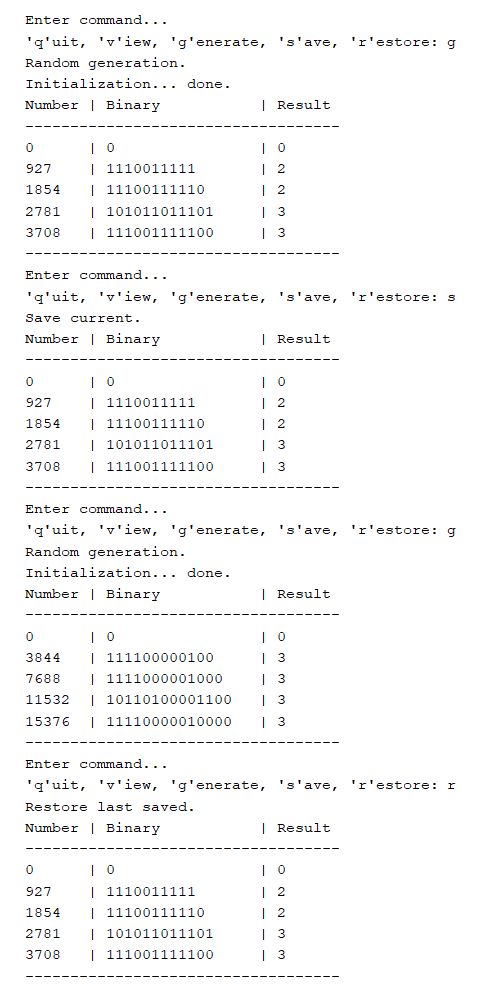 Enter command...
'q'uit, 'v'iew, 'g'enerate, 's'ave, 'r'estore: g
Random generation.
Initialization... done.
Number | Binary           | Result
-----------------------------------
0      | 0                | 0
927    | 1110011111       | 2
1854   | 11100111110      | 2
2781   | 101011011101     | 3
3708   | 111001111100     | 3
-----------------------------------
Enter command...
'q'uit, 'v'iew, 'g'enerate, 's'ave, 'r'estore: s
Save current.
Number | Binary           | Result
-----------------------------------
0      | 0                | 0
927    | 1110011111       | 2
1854   | 11100111110      | 2
2781   | 101011011101     | 3
3708   | 111001111100     | 3
-----------------------------------
Enter command...
'q'uit, 'v'iew, 'g'enerate, 's'ave, 'r'estore: g
Random generation.
Initialization... done.
Number | Binary           | Result
-----------------------------------
0      | 0                | 0
3844   | 111100000100     | 3
7688   | 1111000001000    | 3
11532  | 10110100001100   | 3
15376  | 11110000010000   | 3
-----------------------------------
Enter command...
'q'uit, 'v'iew, 'g'enerate, 's'ave, 'r'estore: r
Restore last saved.
Number | Binary           | Result
-----------------------------------
0      | 0                | 0
927    | 1110011111       | 2
1854   | 11100111110      | 2
2781   | 101011011101     | 3
3708   | 111001111100     | 3
-----------------------------------